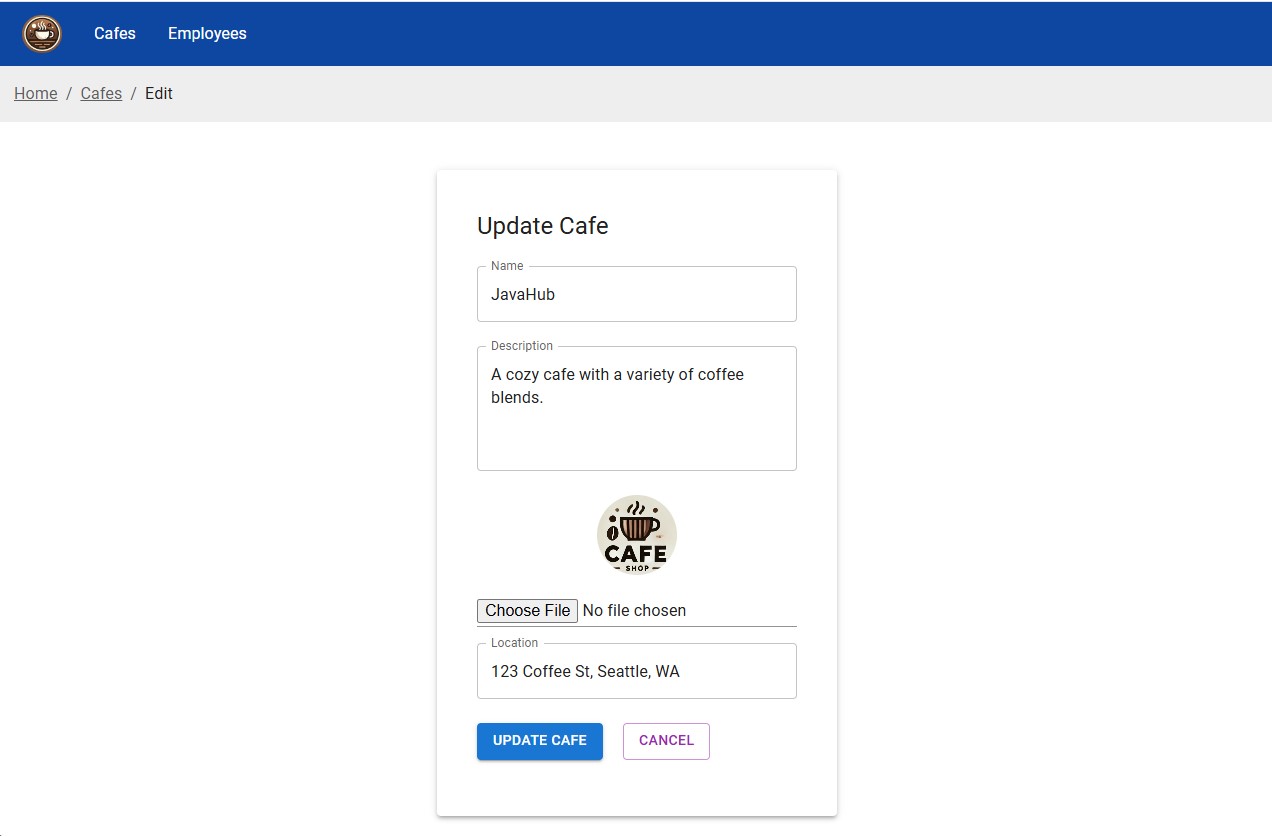 Cafes Employees
Home / Cafes / Edit
Update Cafe
Name
JavaHub
Description
A cozy cafe with a variety of coffee
blends.
CAFE
SHOP
Choose File No file chosen
Location
123 Coffee St, Seattle, WA
UPDATE CAFE CANCEL